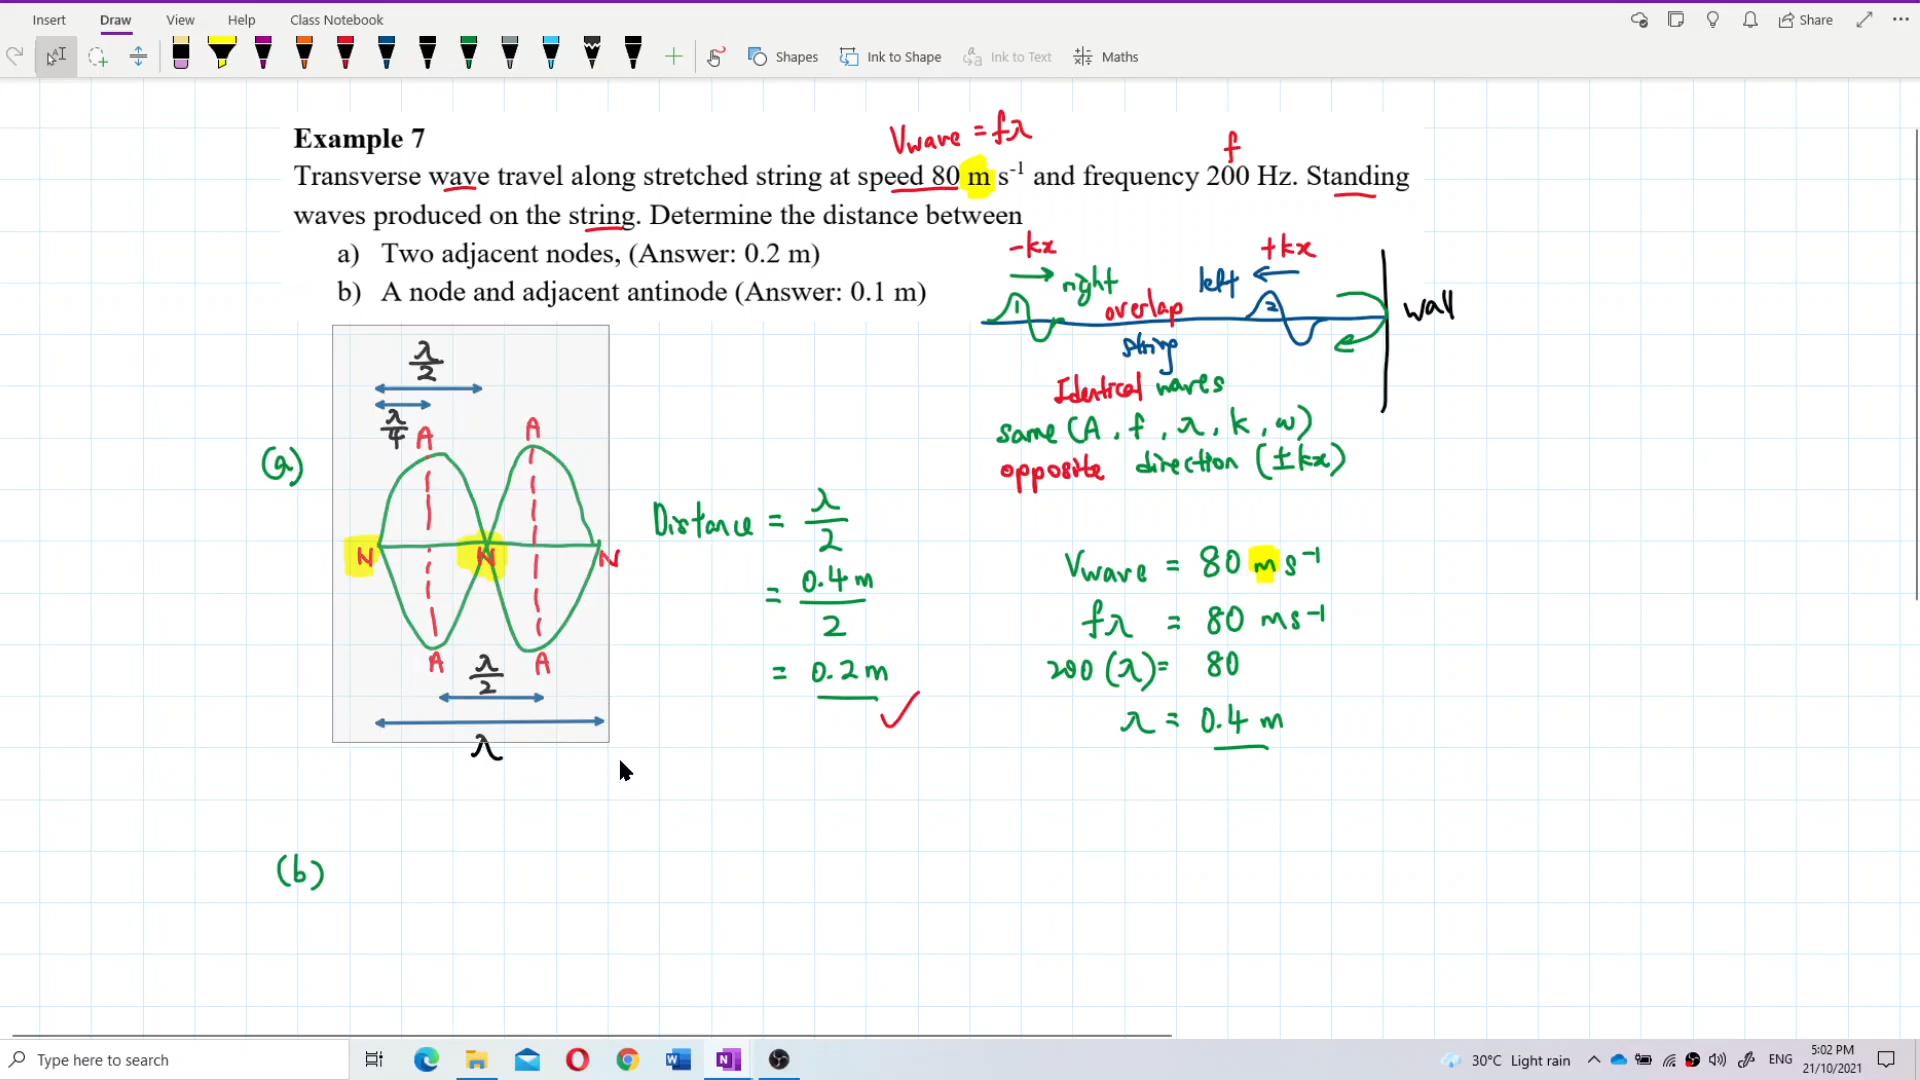 Insert Draw View Help Class Notebook Share
Shapes Ink to Shape Ink to Text Maths
Vwave = fλ
f
Example 7
Transverse wave travel along stretched string at speed 80 m s-1 and frequency 200 Hz. Standing
waves produced on the string. Determine the distance between
a) Two adjacent nodes, (Answer: 0.2 m)
b) A node and adjacent antinode (Answer: 0.1 m)
-kx +kx
right left
1 overlap 2 wall
string
Identical waves
same (A, f, λ, k, ω)
opposite direction (±kx)
(a)
λ/2
λ/4
A A
N N N
A A
λ/2
λ
Distance = λ/2
= 0.4 m/2
= 0.2 m
Vwave = 80 m s-1
fλ = 80 ms-1
200 (λ) = 80
λ = 0.4 m
(b)
Type here to search
30°C Light rain ENG 5:02 PM
21/10/2021